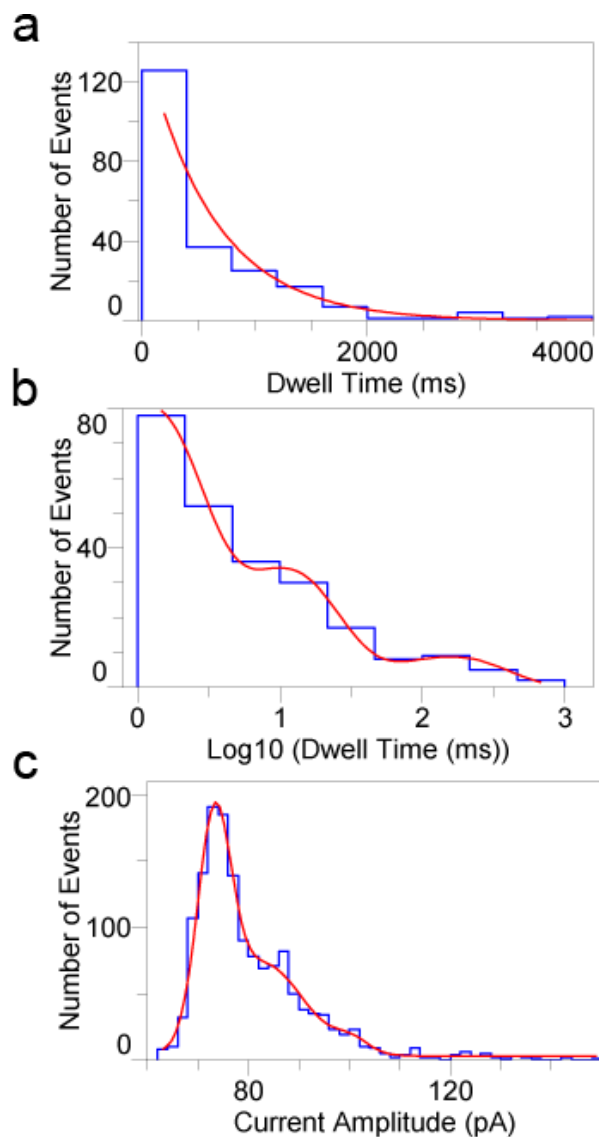 a
Number of Events
120
80
40
0
0
2000
4000
Dwell Time (ms)
b
Number of Events
80
40
0
0
1
2
3
Log10 (Dwell Time (ms))
c
Number of Events
200
100
0
80
120
Current Amplitude (pA)